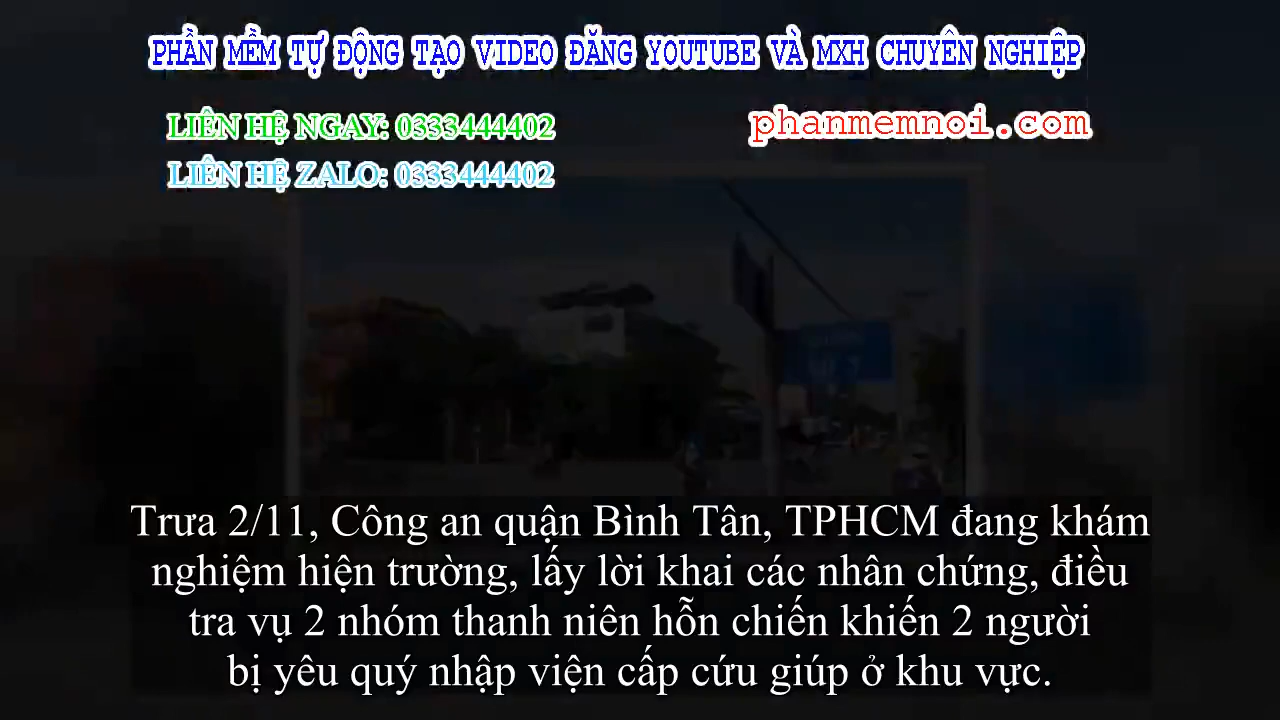 PHẦN MỀM TỰ ĐỘNG TẠO VIDEO ĐĂNG YOUTUBE VÀ MXH CHUYÊN NGHIỆP
LIÊN HỆ NGAY: 0333444402
phanmemnoi.com
LIÊN HỆ ZALO: 0333444402
Trưa 2/11, Công an quận Bình Tân, TPHCM đang khám
nghiệm hiện trường, lấy lời khai các nhân chứng, điều
tra vụ 2 nhóm thanh niên hỗn chiến khiến 2 người
bị yêu quý nhập viện cấp cứu giúp ở khu vực.